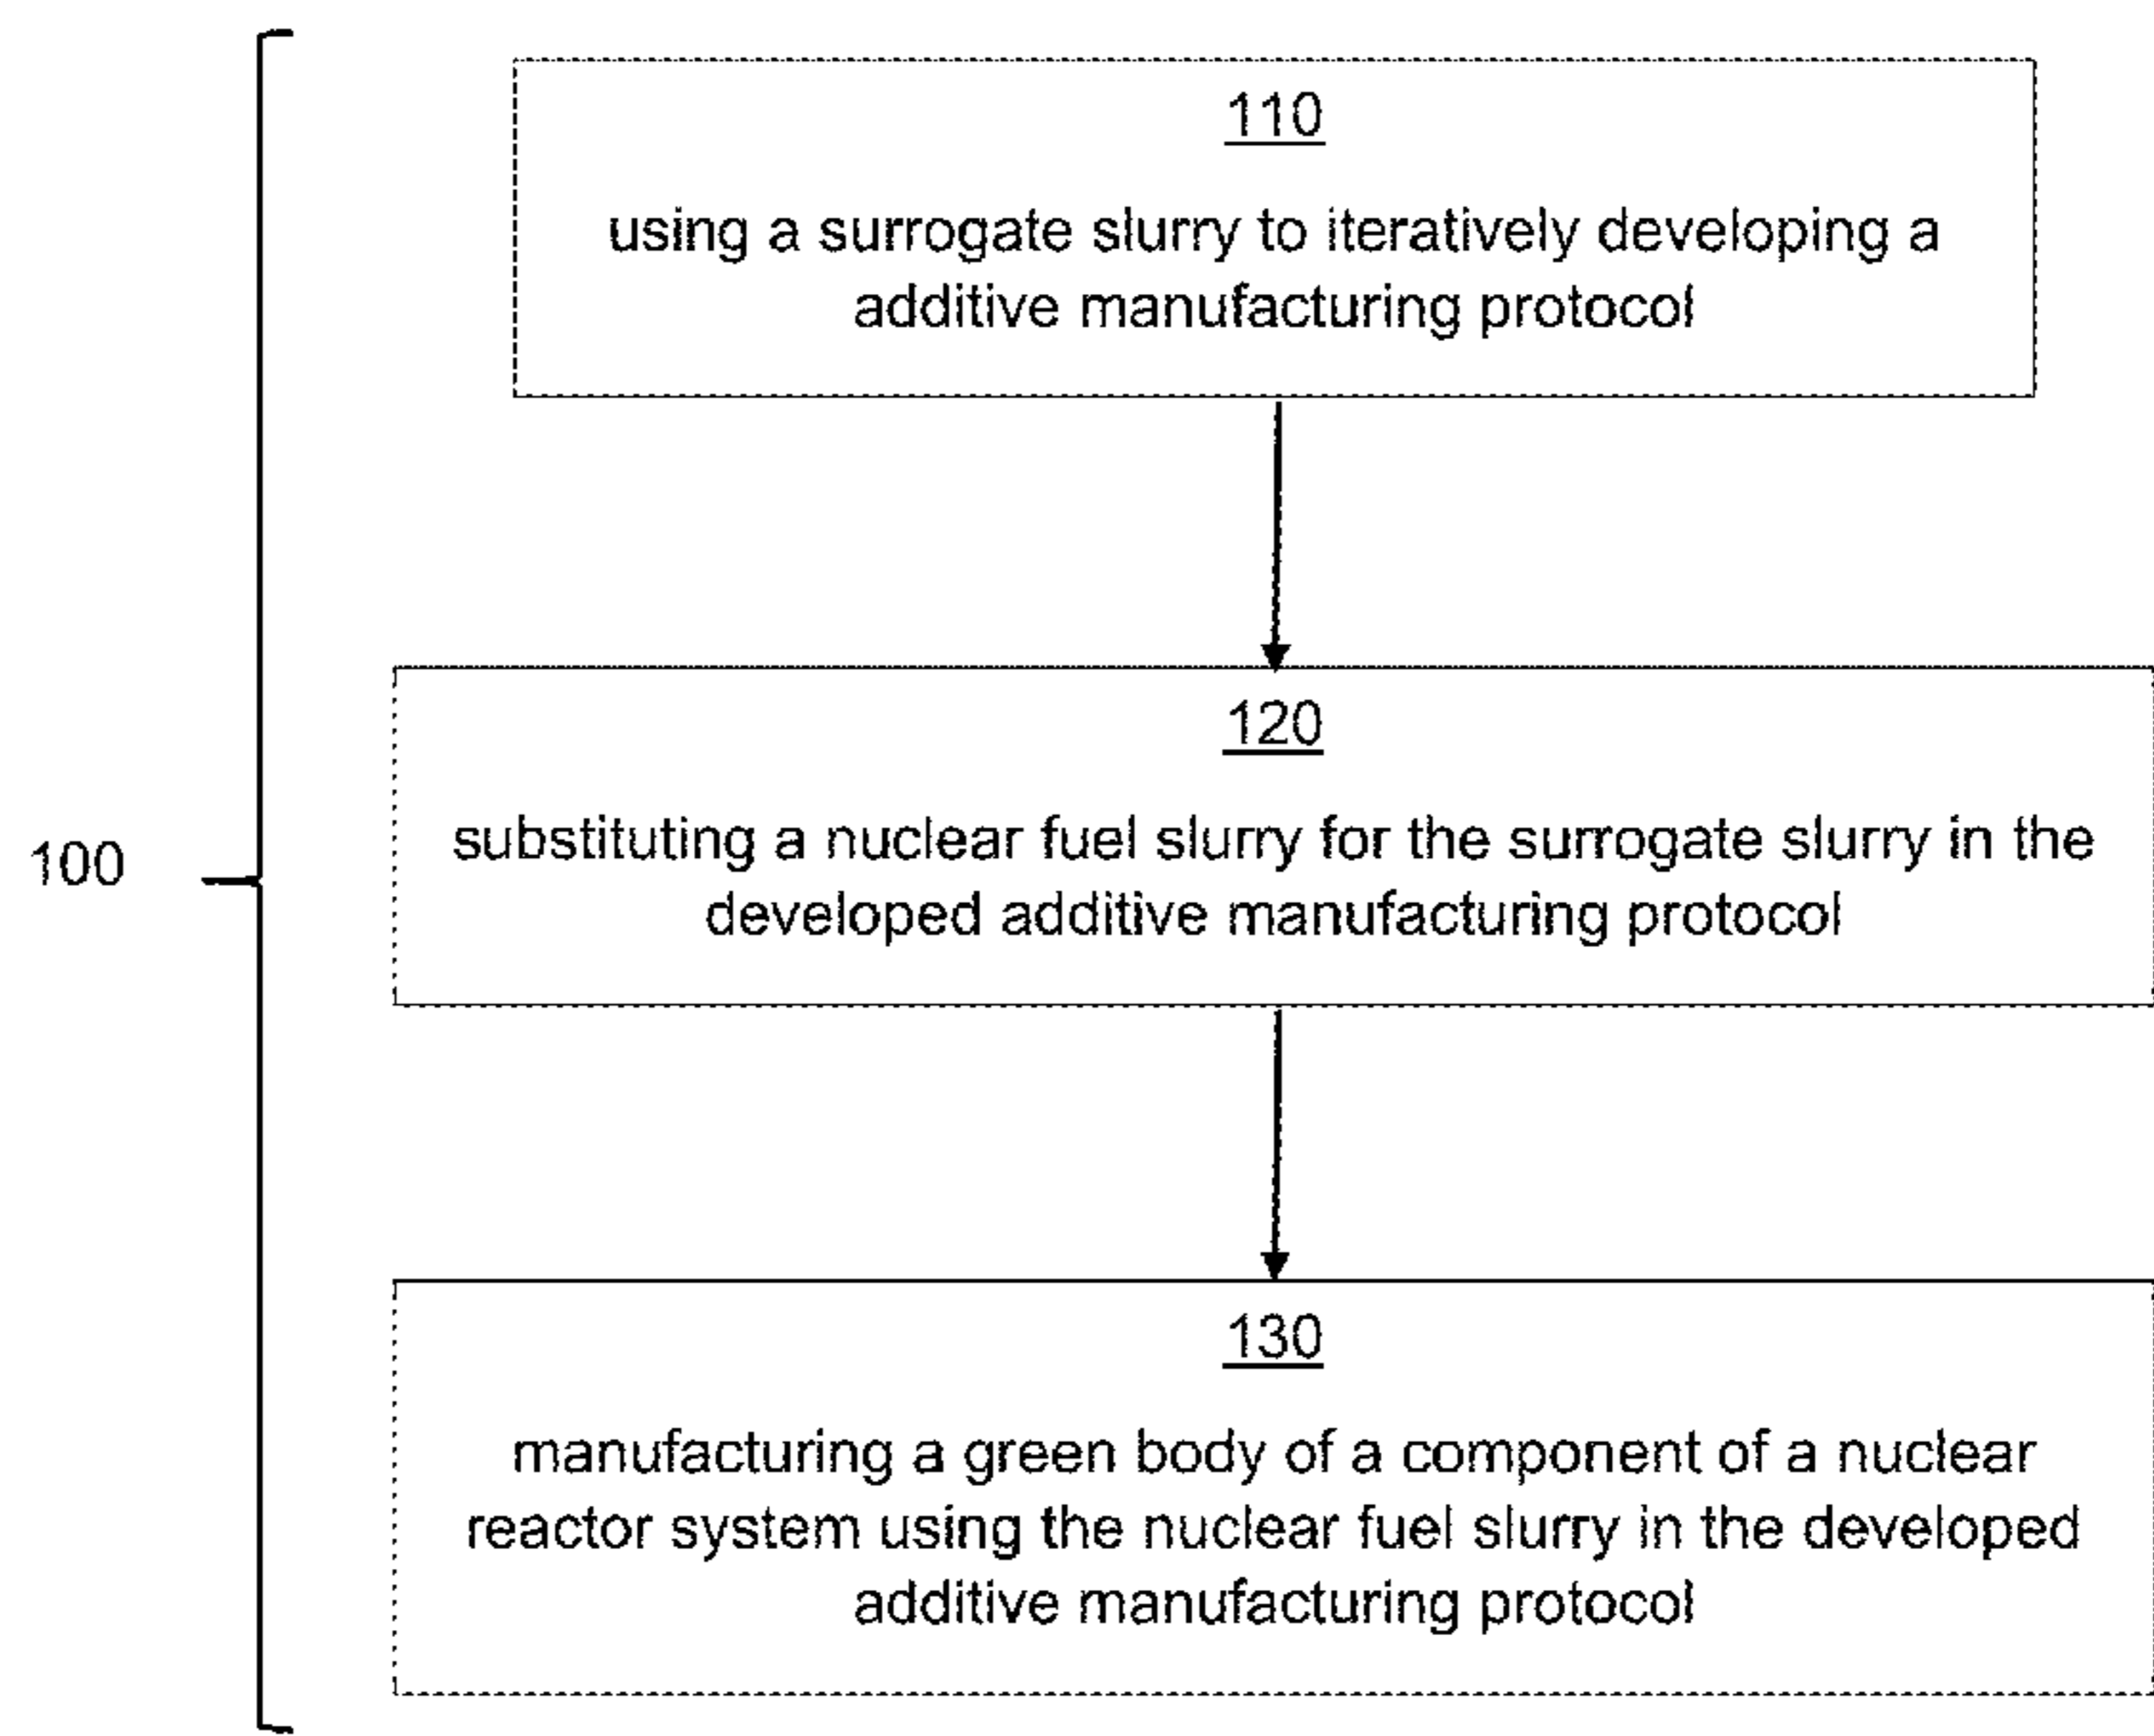 110
using a surrogate slurry to iteratively developing a
additive manufacturing protocol
120
substituting a nuclear fuel slurry for the surrogate slurry in the
developed additive manufacturing protocol
100
130
manufacturing a green body of a component of a nuclear
reactor system using the nuclear fuel slurry in the developed
additive manufacturing protocol